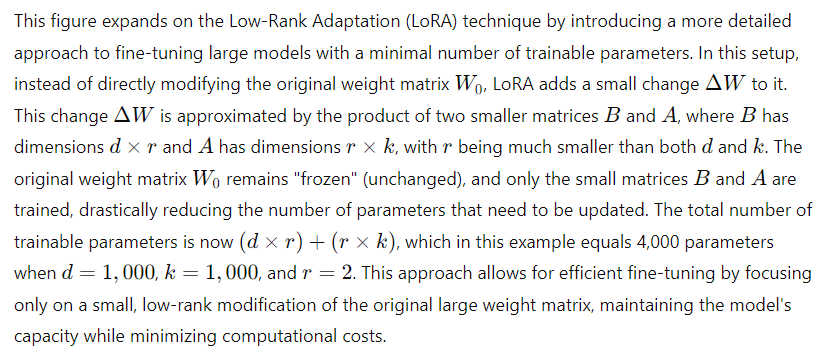 This figure expands on the Low-Rank Adaptation (LoRA) technique by introducing a more detailed
approach to fine-tuning large models with a minimal number of trainable parameters. In this setup,
instead of directly modifying the original weight matrix W₀, LoRA adds a small change ΔW to it.
This change ΔW is approximated by the product of two smaller matrices B and A, where B has
dimensions d × r and A has dimensions r × k, with r being much smaller than both d and k. The
original weight matrix W₀ remains "frozen" (unchanged), and only the small matrices B and A are
trained, drastically reducing the number of parameters that need to be updated. The total number of
trainable parameters is now (d × r) + (r × k), which in this example equals 4,000 parameters
when d = 1,000, k = 1,000, and r = 2. This approach allows for efficient fine-tuning by focusing
only on a small, low-rank modification of the original large weight matrix, maintaining the model's
capacity while minimizing computational costs.